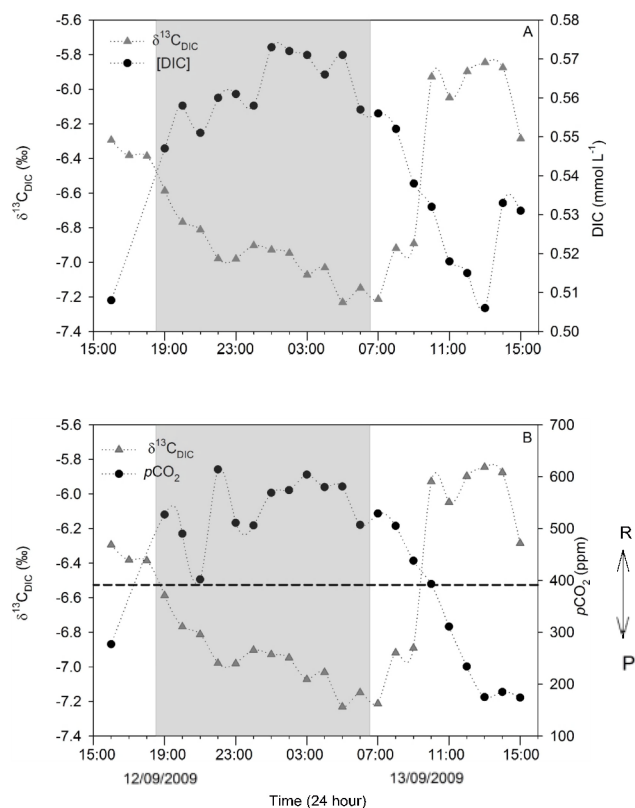 A
δ¹³C_DIC
[DIC]
-5.6
-5.8
-6.0
-6.2
-6.4
-6.6
-6.8
-7.0
-7.2
-7.4
δ¹³C_DIC (‰)
0.58
0.57
0.56
0.55
0.54
0.53
0.52
0.51
0.50
DIC (mmol L⁻¹)
15:00 19:00 23:00 03:00 07:00 11:00 15:00
B
δ¹³C_DIC
pCO₂
-5.6
-5.8
-6.0
-6.2
-6.4
-6.6
-6.8
-7.0
-7.2
-7.4
δ¹³C_DIC (‰)
700
600
500
400
300
200
100
pCO₂ (ppm)
R
P
15:00 19:00 23:00 03:00 07:00 11:00 15:00
12/09/2009 13/09/2009
Time (24 hour)